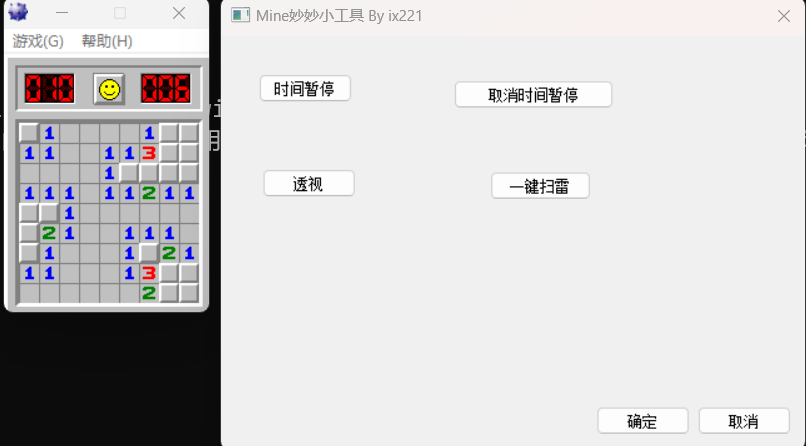 游戏(G) 帮助(H)
010 006
1 1
1 1 1 1 3
1
1 1 1 1 1 2 1 1
1
2 1 1 1 1
1 1 2 1
1 1 1 3
2
Mine妙妙小工具 By ix221
时间暂停 取消时间暂停
透视 一键扫雷
确定 取消